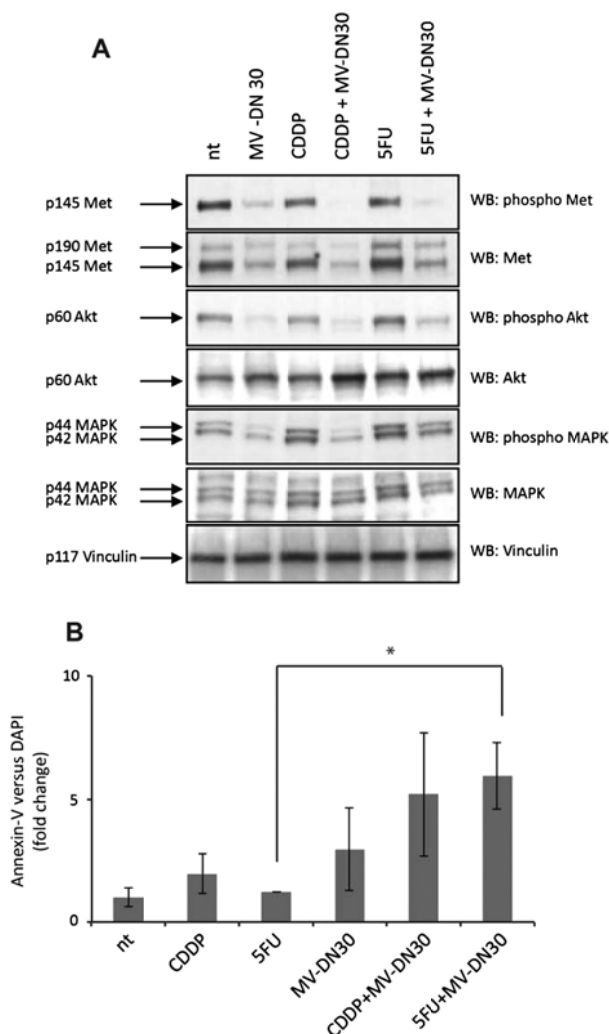 A
nt
MV -DN 30
CDDP
CDDP + MV-DN30
5FU
5FU + MV-DN30
p145 Met
WB: phospho Met
p190 Met
p145 Met
WB: Met
p60 Akt
WB: phospho Akt
p60 Akt
WB: Akt
p44 MAPK
p42 MAPK
WB: phospho MAPK
p44 MAPK
p42 MAPK
WB: MAPK
p117 Vinculin
WB: Vinculin
B
*
10
5
0
Annexin-V versus DAPI
(fold change)
nt
CDDP
5FU
MV-DN30
CDDP+MV-DN30
5FU+MV-DN30